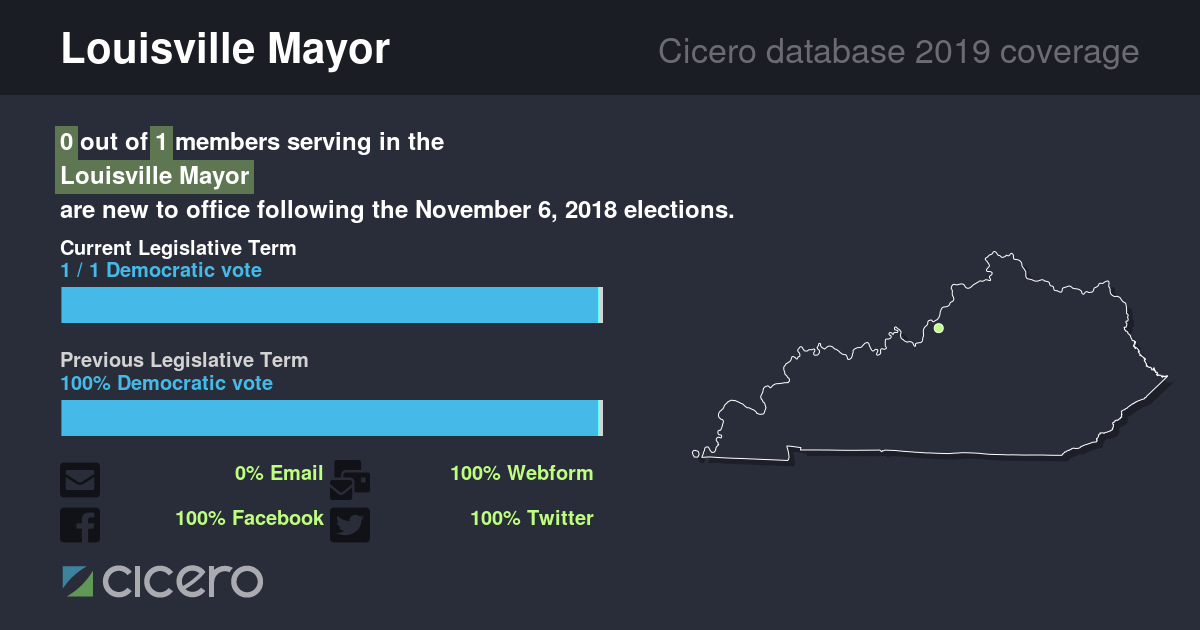 Louisville Mayor
Cicero database 2019 coverage
0 out of 1 members serving in the
Louisville Mayor
are new to office following the November 6, 2018 elections.
Current Legislative Term
1 / 1 Democratic vote
Previous Legislative Term
100% Democratic vote
0% Email
100% Webform
100% Facebook
100% Twitter
cicero